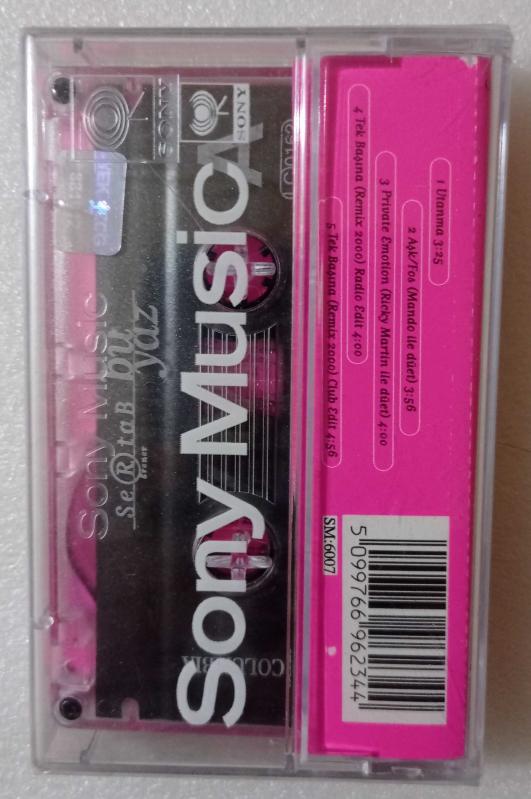 1 Utanma 3:25
2 Aşk/Fos (Mando ile düet) 3:56
3 Private Emotion (Ricky Martin ile düet) 4:00
4 Tek Başına (Remix 2000) Radio Edit 4:00
5 Tek Başına (Remix 2000) Club Edit 4:56
SM.6007
5 099766 962344
SONY
A
Sony Music
SONY
Sony Music
SeRtaB
erener
bu
yaz
COLUMBIA